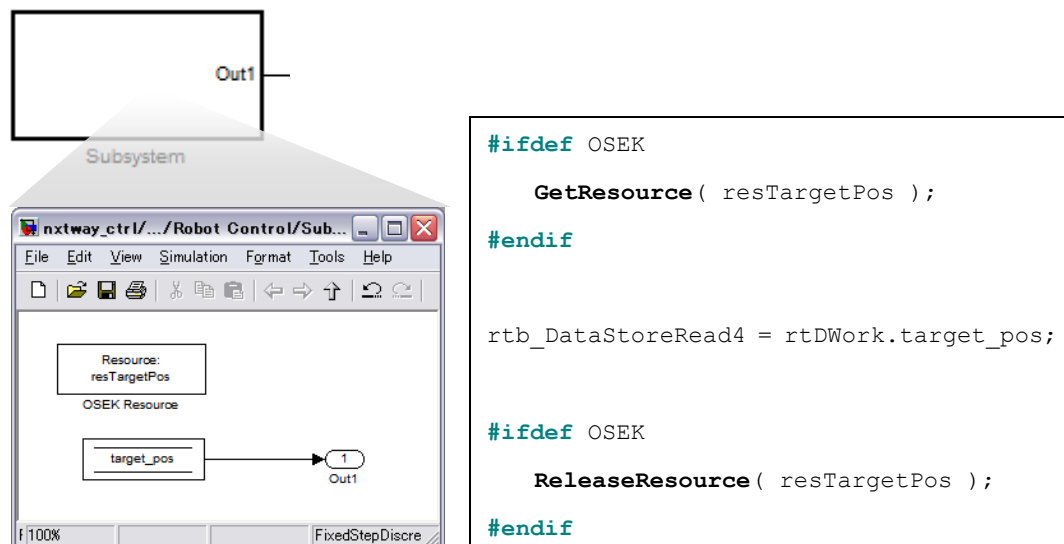 Out1
Subsystem
nxtway_ctrl/.../Robot Control/Sub...
File Edit View Simulation Format Tools Help
Resource:
resTargetPos
OSEK Resource
target_pos
1
Out1
100%
FixedStepDiscre
#ifdef OSEK
GetResource( resTargetPos );
#endif
rtb_DataStoreRead4 = rtDWork.target_pos;
#ifdef OSEK
ReleaseResource( resTargetPos );
#endif